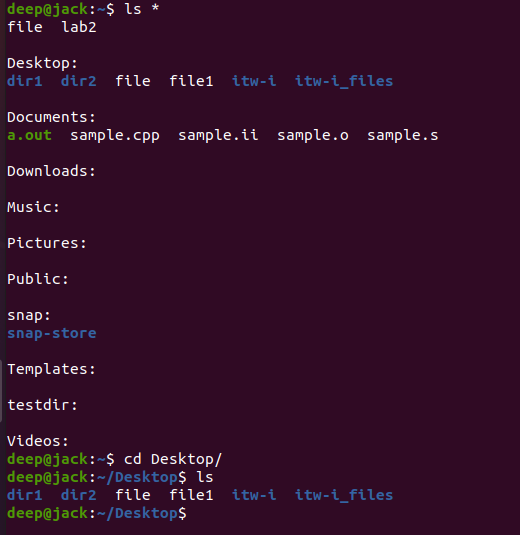 deep@jack:~$ ls *
file  lab2
Desktop:
dir1  dir2  file  file1  itw-i  itw-i_files
Documents:
a.out  sample.cpp  sample.ii  sample.o  sample.s
Downloads:
Music:
Pictures:
Public:
snap:
snap-store
Templates:
testdir:
Videos:
deep@jack:~$ cd Desktop/
deep@jack:~/Desktop$ ls
dir1  dir2  file  file1  itw-i  itw-i_files
deep@jack:~/Desktop$